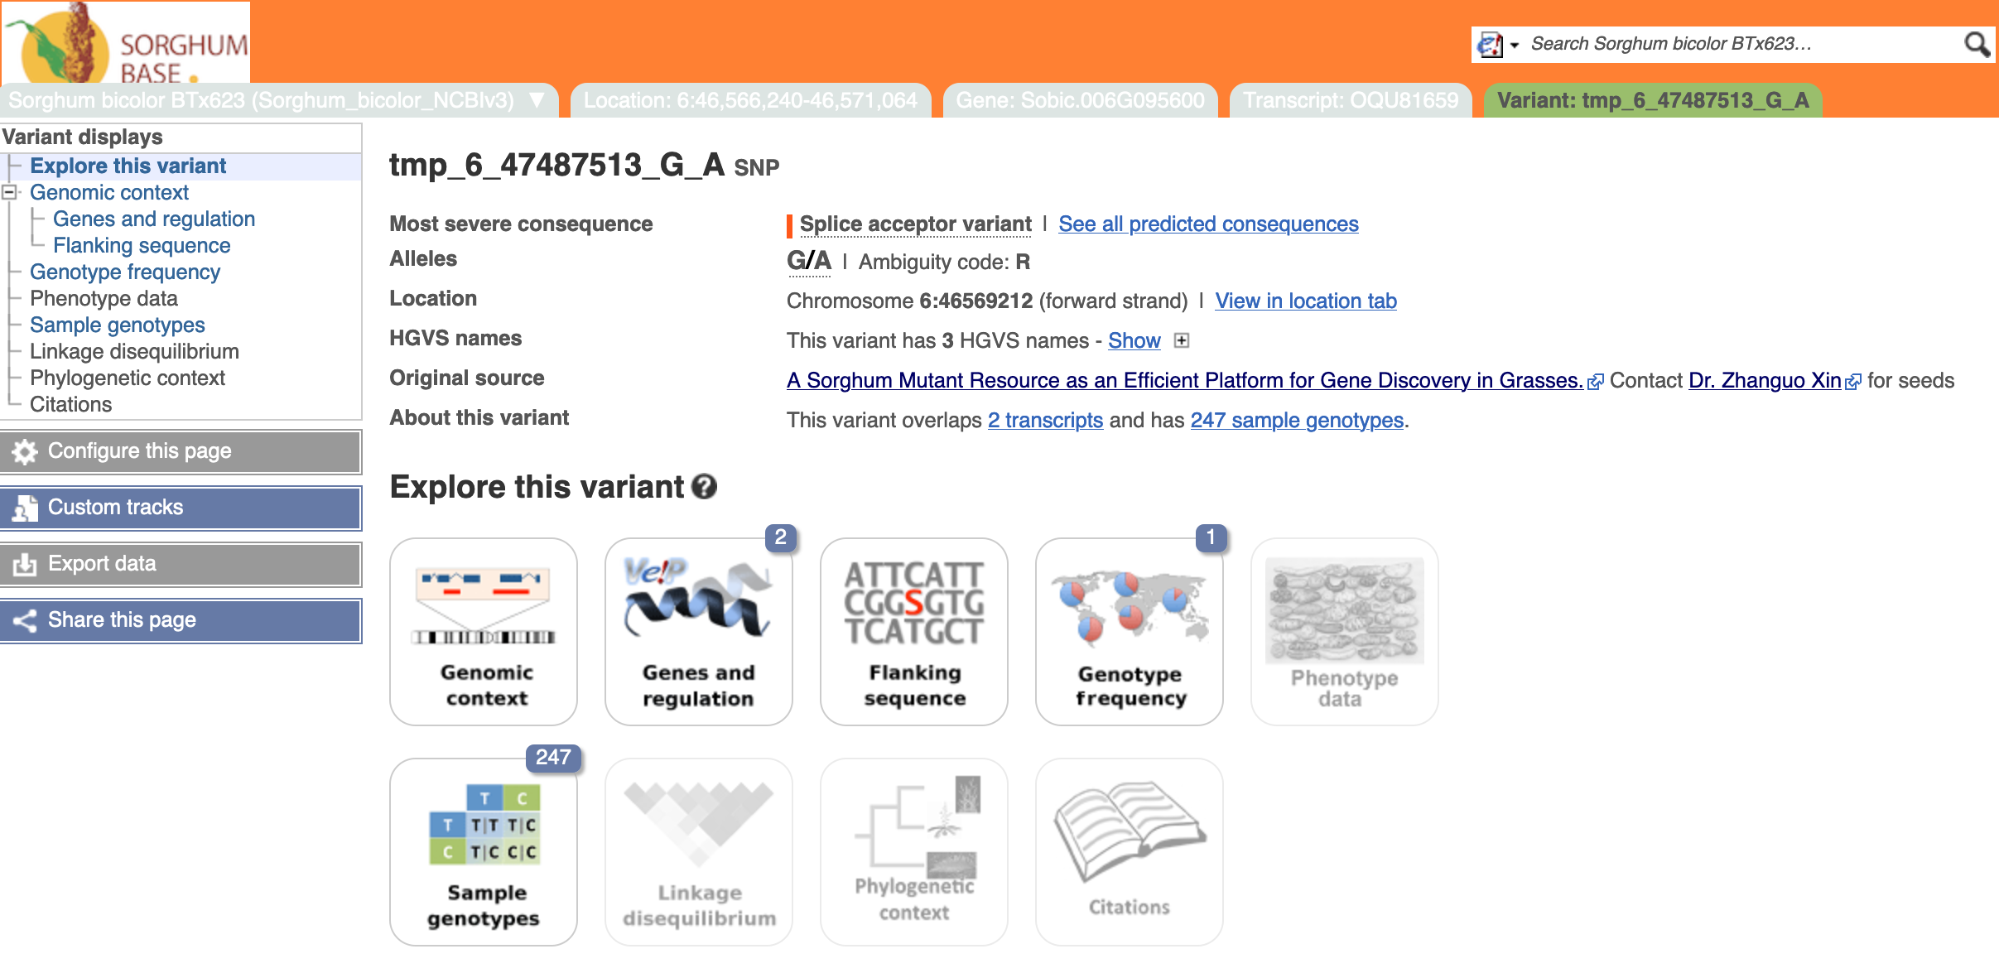 SORGHUM
BASE
Search Sorghum bicolor BTx623...
Sorghum bicolor BTx623 (Sorghum_bicolor_NCBIv3) ▼
Location: 6:46,566,240-46,571,064
Gene: Sobic.006G095600
Transcript: OQU81659
Variant: tmp_6_47487513_G_A
Variant displays
Explore this variant
Genomic context
Genes and regulation
Flanking sequence
Genotype frequency
Phenotype data
Sample genotypes
Linkage disequilibrium
Phylogenetic context
Citations
Configure this page
Custom tracks
Export data
Share this page
tmp_6_47487513_G_A SNP
Most severe consequence
Splice acceptor variant | See all predicted consequences
Alleles
G/A | Ambiguity code: R
Location
Chromosome 6:46569212 (forward strand) | View in location tab
HGVS names
This variant has 3 HGVS names - Show
Original source
A Sorghum Mutant Resource as an Efficient Platform for Gene Discovery in Grasses. Contact Dr. Zhanguo Xin for seeds
About this variant
This variant overlaps 2 transcripts and has 247 sample genotypes.
Explore this variant ?
Genomic
context
2
Ve!P
Genes and
regulation
ATTCATT
CGGSGTG
TCATGCT
Flanking
sequence
1
Genotype
frequency
Phenotype
data
247
T C
T T|T T|C
C T|C C|C
Sample
genotypes
Linkage
disequilibrium
Phylogenetic
context
Citations